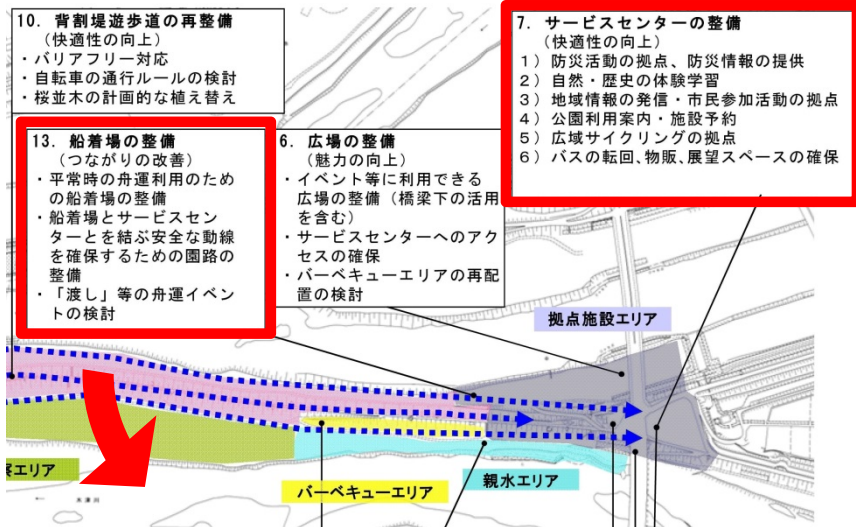 10. 背割堤遊歩道の再整備
（快適性の向上）
・バリアフリー対応
・自転車の通行ルールの検討
・桜並木の計画的な植え替え
13. 船着場の整備
（つながりの改善）
・平常時の舟運利用のため
の船着場の整備
・船着場とサービスセン
ターとを結ぶ安全な動線
を確保するための園路の
整備
・「渡し」等の舟運イベン
トの検討
6. 広場の整備
（魅力の向上）
・イベント等に利用できる
広場の整備（橋梁下の活用
を含む）
・サービスセンターへのアク
セスの確保
・バーベキューエリアの再配
置の検討
7. サービスセンターの整備
（快適性の向上）
1）防災活動の拠点、防災情報の提供
2）自然・歴史の体験学習
3）地域情報の発信・市民参加活動の拠点
4）公園利用案内・施設予約
5）広域サイクリングの拠点
6）バスの転回、物販、展望スペースの確保
拠点施設エリア
エリア
バーベキューエリア
親水エリア
木津川